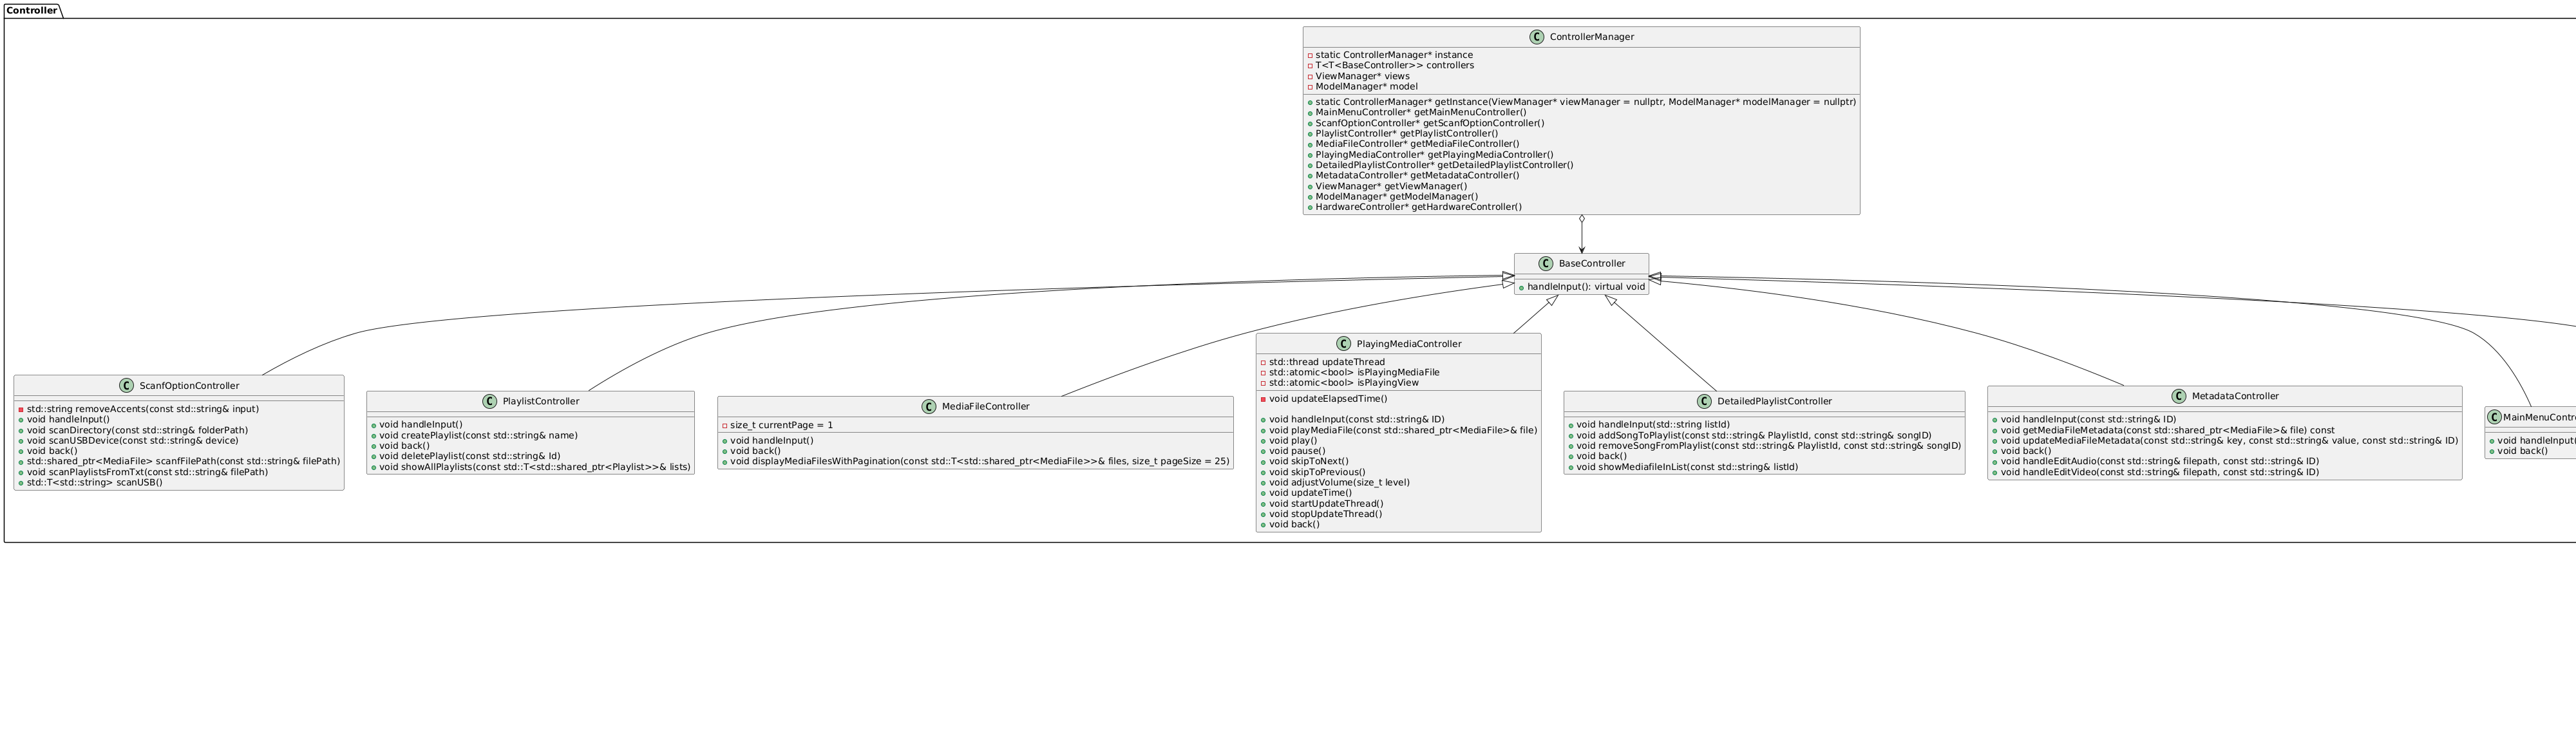 Controller
C ControllerManager
static ControllerManager* instance
T<T<BaseController>> controllers
ViewManager* views
ModelManager* model
static ControllerManager* getInstance(ViewManager* viewManager = nullptr, ModelManager* modelManager = nullptr)
MainMenuController* getMainMenuController()
ScanfOptionController* getScanfOptionController()
PlaylistController* getPlaylistController()
MediaFileController* getMediaFileController()
PlayingMediaController* getPlayingMediaController()
DetailedPlaylistController* getDetailedPlaylistController()
MetadataController* getMetadataController()
ViewManager* getViewManager()
ModelManager* getModelManager()
HardwareController* getHardwareController()
C BaseController
handleInput(): virtual void
C ScanfOptionController
std::string removeAccents(const std::string& input)
void handleInput()
void scanDirectory(const std::string& folderPath)
void scanUSBDevice(const std::string& device)
void back()
std::shared_ptr<MediaFile> scanfFilePath(const std::string& filePath)
void scanPlaylistsFromTxt(const std::string& filePath)
std::T<std::string> scanUSB()
C PlaylistController
void handleInput()
void createPlaylist(const std::string& name)
void back()
void deletePlaylist(const std::string& Id)
void showAllPlaylists(const std::T<std::shared_ptr<Playlist>>& lists)
C MediaFileController
size_t currentPage = 1
void handleInput()
void back()
void displayMediaFilesWithPagination(const std::T<std::shared_ptr<MediaFile>>& files, size_t pageSize = 25)
C PlayingMediaController
std::thread updateThread
std::atomic<bool> isPlayingMediaFile
std::atomic<bool> isPlayingView
void updateElapsedTime()
void handleInput(const std::string& ID)
void playMediaFile(const std::shared_ptr<MediaFile>& file)
void play()
void pause()
void skipToNext()
void skipToPrevious()
void adjustVolume(size_t level)
void updateTime()
void startUpdateThread()
void stopUpdateThread()
void back()
C DetailedPlaylistController
void handleInput(std::string listId)
void addSongToPlaylist(const std::string& PlaylistId, const std::string& songID)
void removeSongFromPlaylist(const std::string& PlaylistId, const std::string& songID)
void back()
void showMediafileInList(const std::string& listId)
C MetadataController
void handleInput(const std::string& ID)
void getMediaFileMetadata(const std::shared_ptr<MediaFile>& file) const
void updateMediaFileMetadata(const std::string& key, const std::string& value, const std::string& ID)
void back()
void handleEditAudio(const std::string& filepath, const std::string& ID)
void handleEditVideo(const std::string& filepath, const std::string& ID)
C MainMenuContr
void handleInput(
void back()